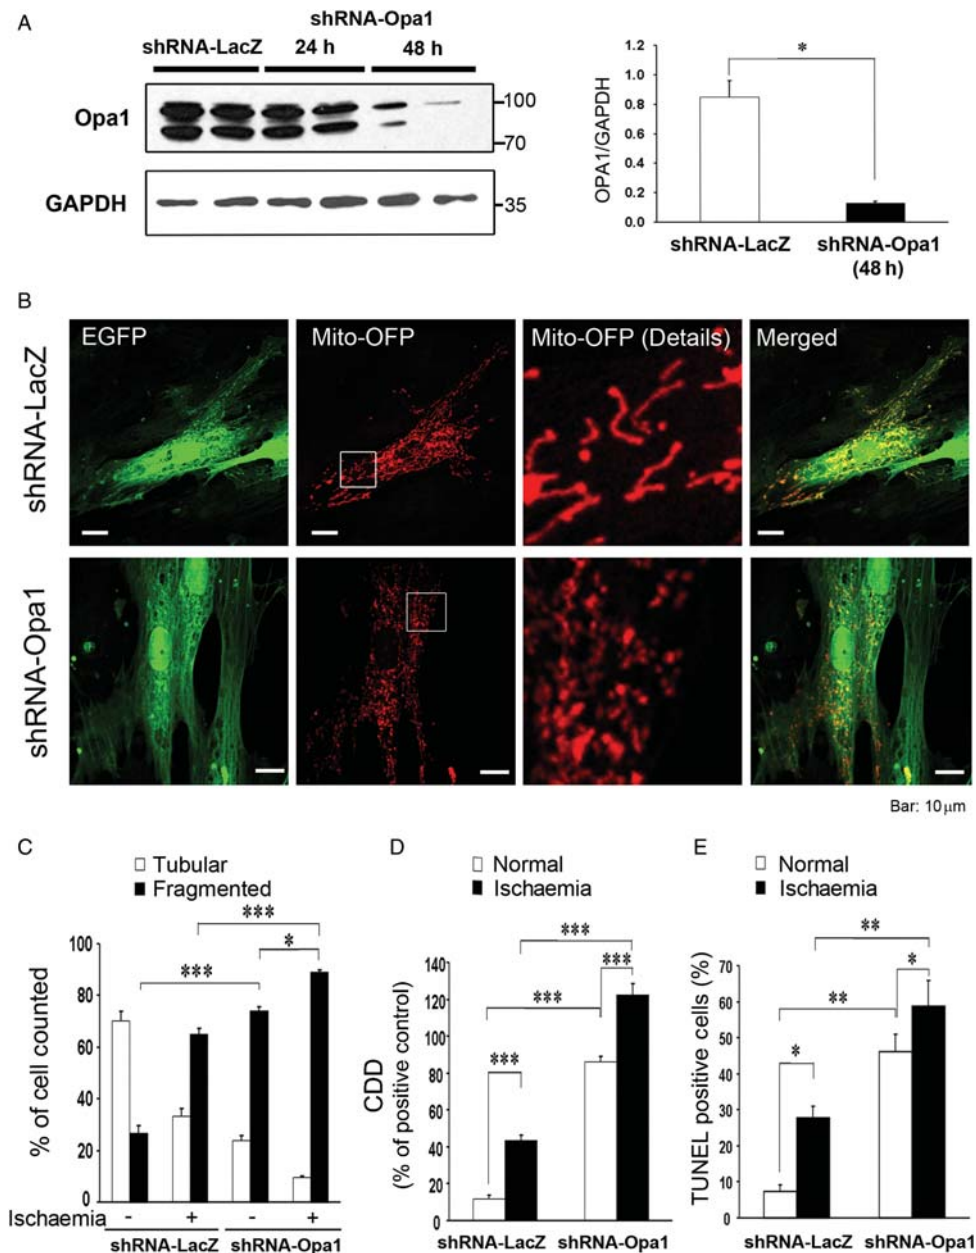 A
shRNA-Opa1
shRNA-LacZ 24 h 48 h
Opa1
100
70
GAPDH
35
OPA1/GAPDH
1.2
1.0
0.8
0.6
0.4
0.2
0.0
*
shRNA-LacZ shRNA-Opa1
(48 h)
B
shRNA-LacZ
EGFP Mito-OFP Mito-OFP (Details) Merged
shRNA-Opa1
Bar: 10 μm
C
Tubular
Fragmented
% of cell counted
100
80
60
40
20
0
***
***
*
Ischaemia - + - +
shRNA-LacZ shRNA-Opa1
D
Normal
Ischaemia
CDD
(% of positive control)
140
120
100
80
60
40
20
0
***
***
***
***
shRNA-LacZ shRNA-Opa1
E
Normal
Ischaemia
TUNEL positive cells (%)
70
60
50
40
30
20
10
0
**
*
**
*
shRNA-LacZ shRNA-Opa1